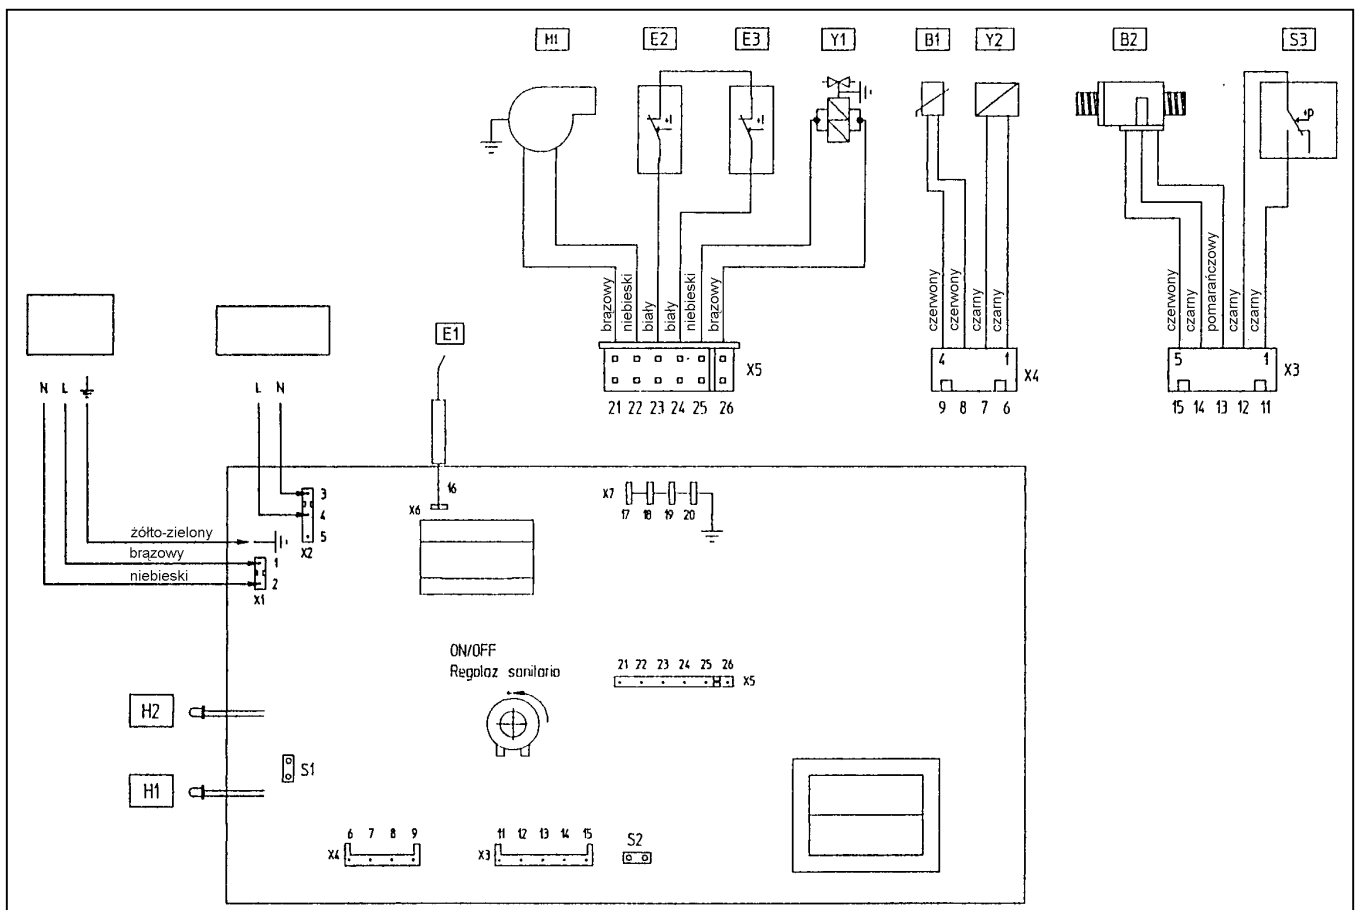 M1 E2 E3 Y1 B1 Y2 B2 S3
+t +t +p
brązowy niebieski biały biały niebieski brązowy
czerwony czerwony czarny czarny
czerwony czarny pomarańczowy czarny czarny
E1
X5
4 1
X4
5 1
X3
21 22 23 24 25 26
9 8 7 6
15 14 13 12 11
N L
L N
16
X6
X7
17 18 19 20
3
4
5
X2
żółto-zielony
brązowy
niebieski
1
2
X1
ON/OFF
Regolaz sanitario
21 22 23 24 25 26
X5
H2
S1
H1
6 7 8 9
X4
11 12 13 14 15
X3
S2